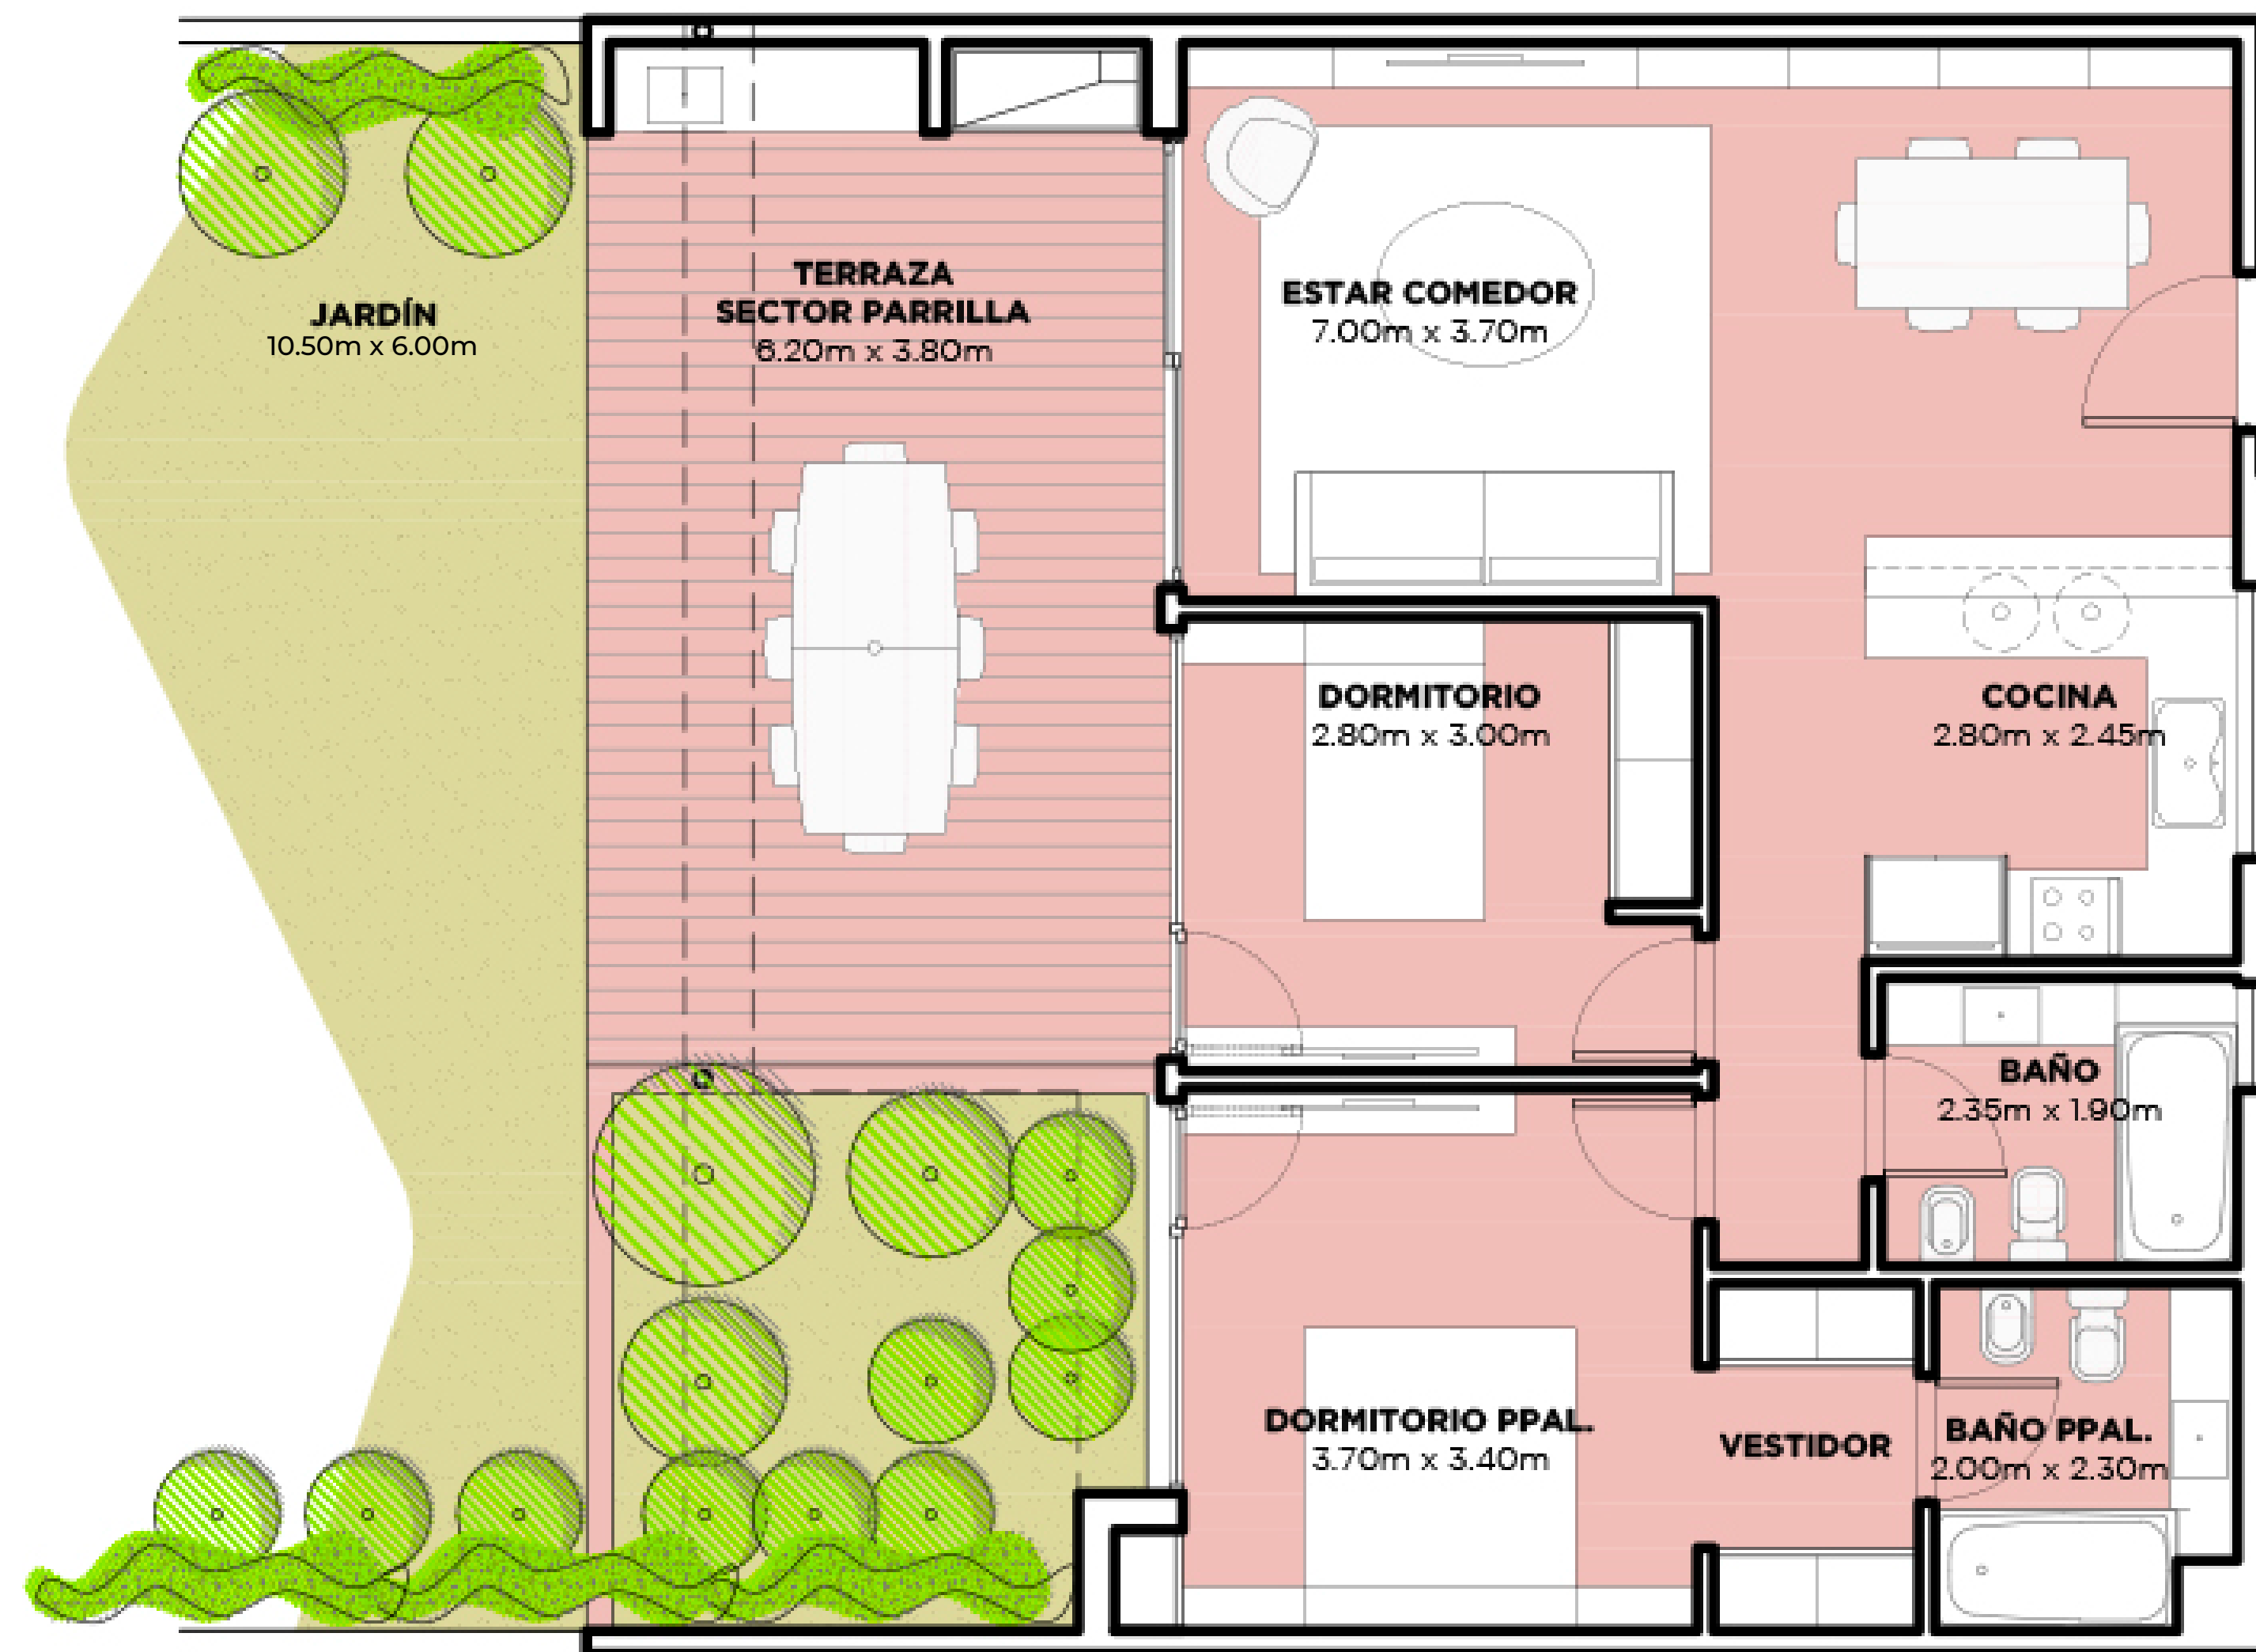 JARDÍN
10.50m x 6.00m
TERRAZA
SECTOR PARRILLA
6.20m x 3.80m
ESTAR COMEDOR
7.00m x 3.70m
DORMITORIO
2.80m x 3.00m
COCINA
2.80m x 2.45m
BAÑO
2.35m x 1.90m
DORMITORIO PPAL.
3.70m x 3.40m
VESTIDOR
BAÑO PPAL.
2.00m x 2.30m